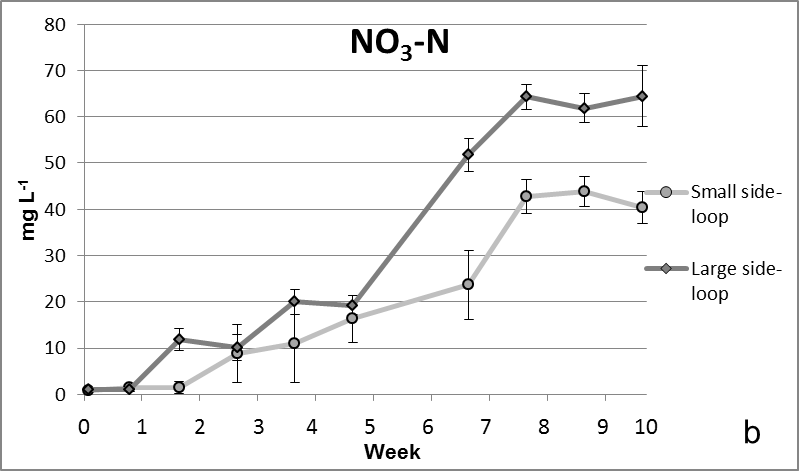 NO₃-N
80
70
60
50
40
30
20
10
0
mg L⁻¹
0 1 2 3 4 5 6 7 8 9 10
Week
Small side-
loop
Large side-
loop
b